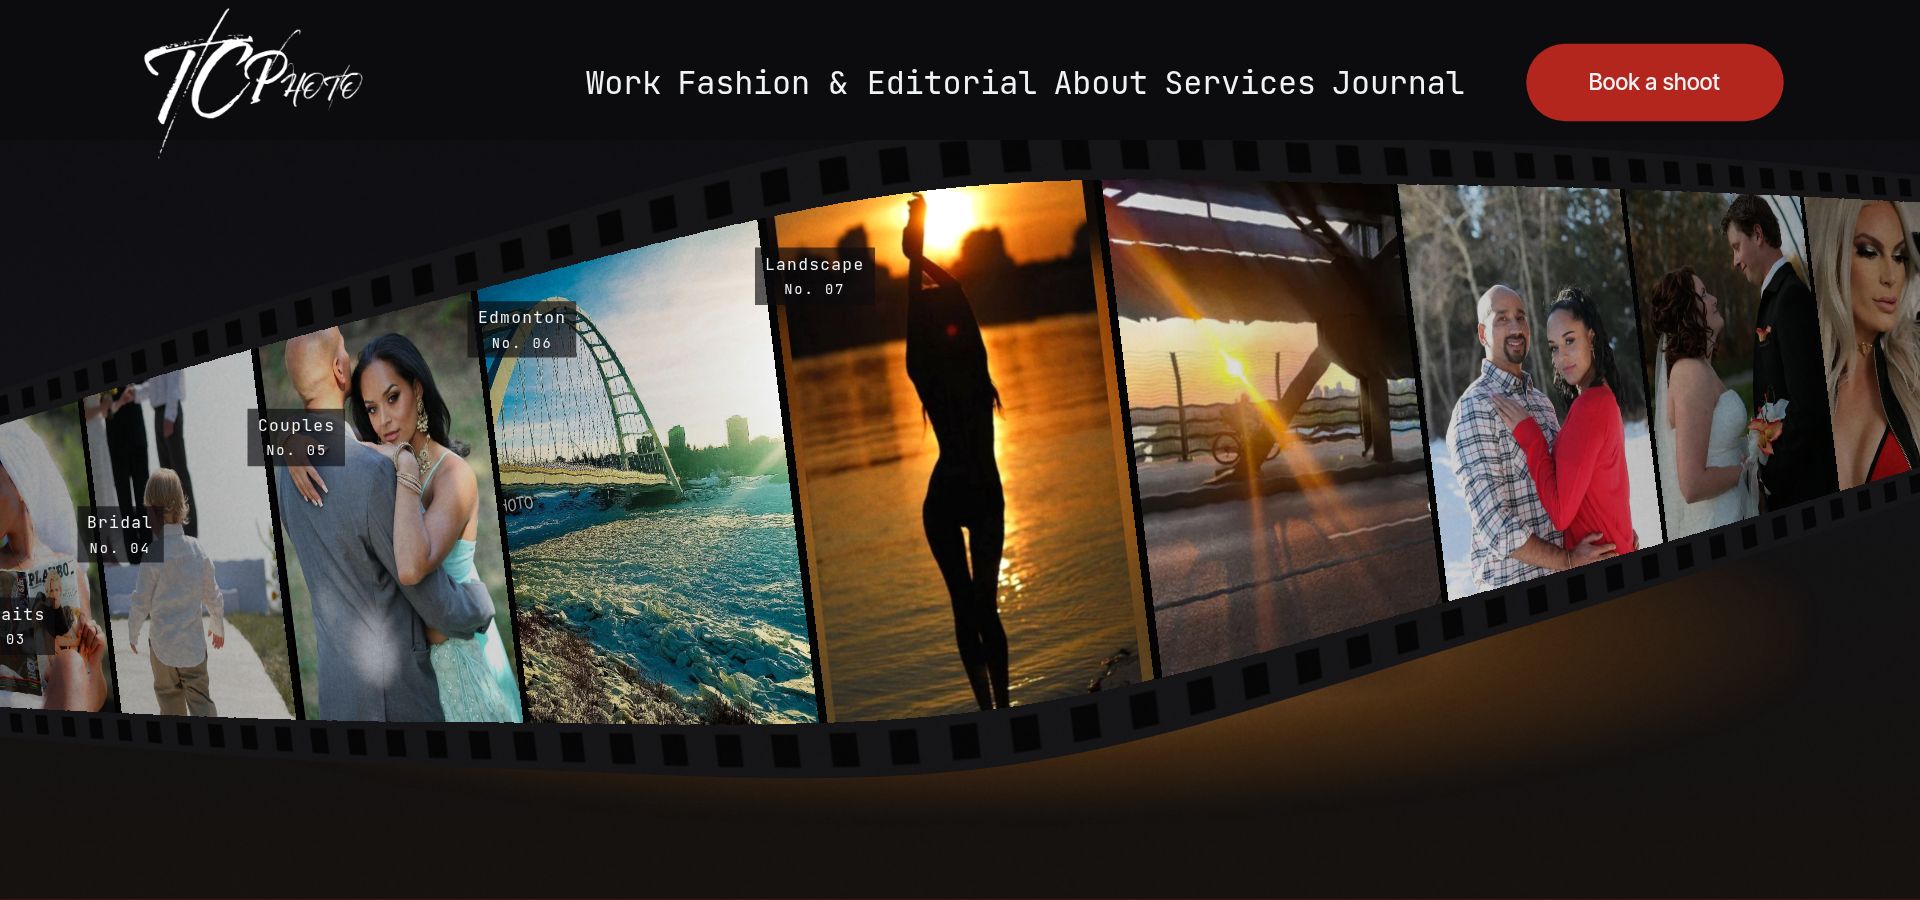 TCPHOTO
Work Fashion & Editorial About Services Journal
Book a shoot
Landscape
No. 07
Edmonton
No. 06
Couples
No. 05
Bridal
No. 04
aits
03
HOTO